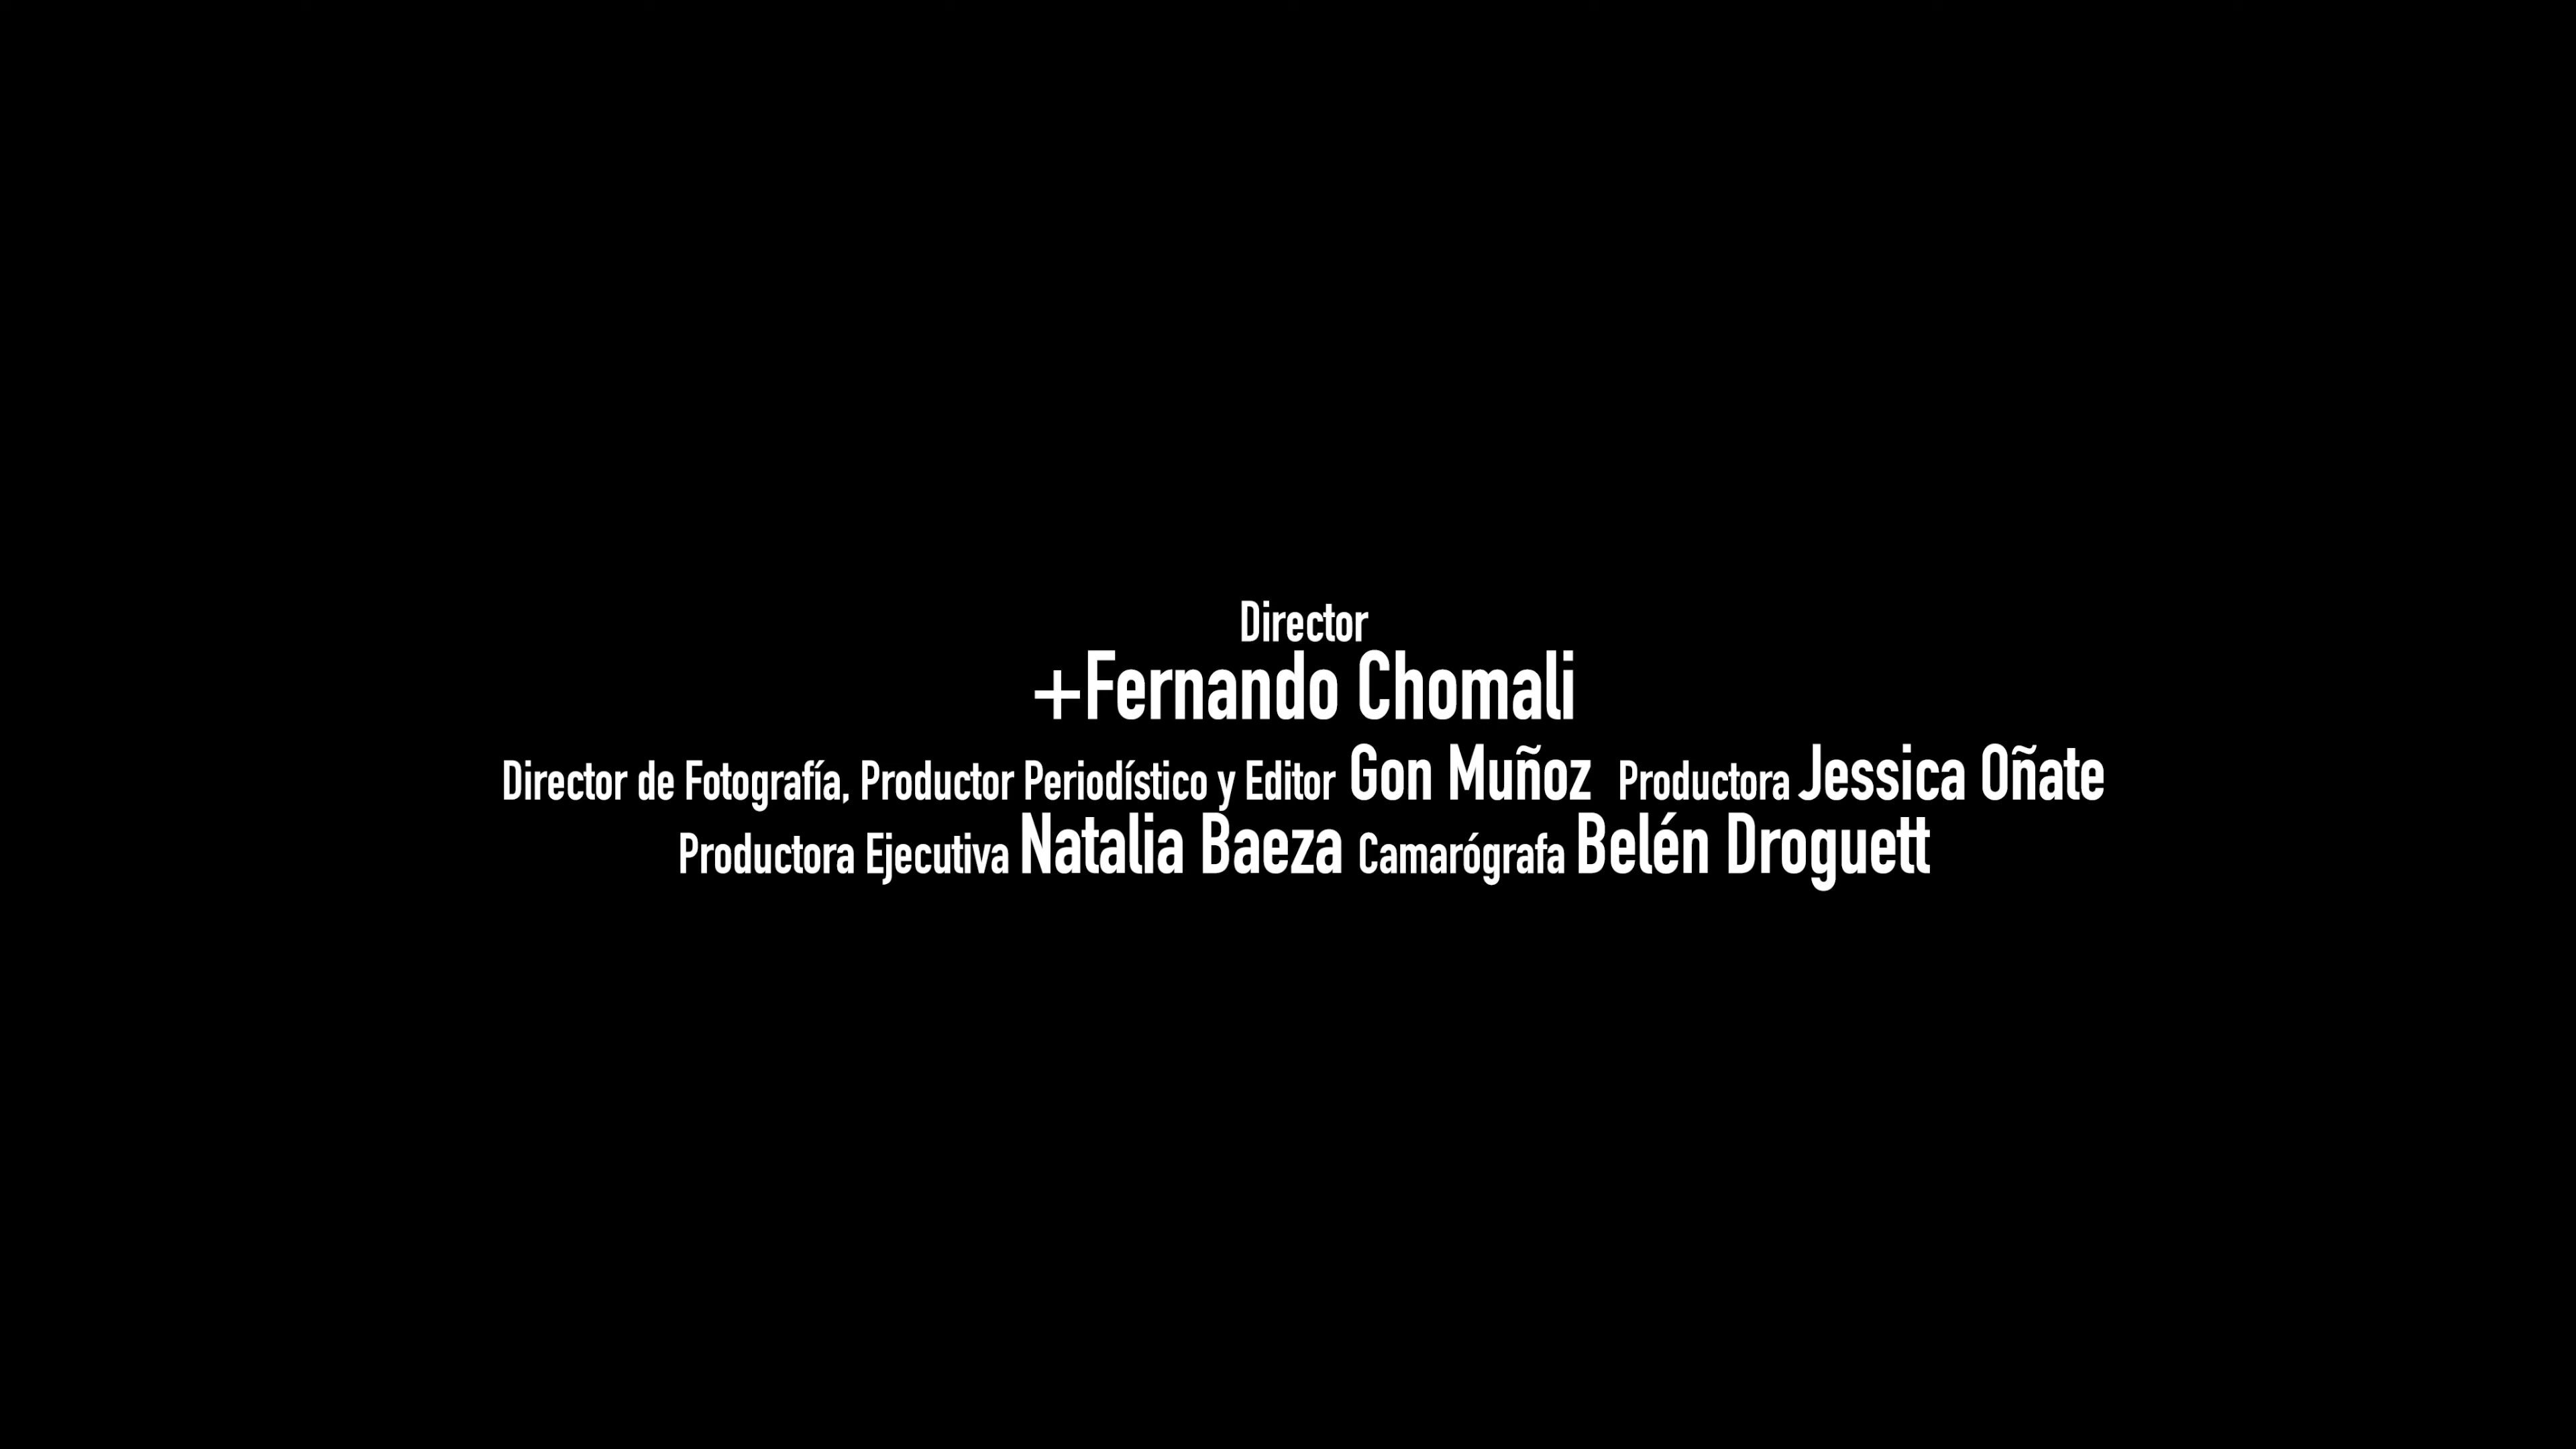 Director
+Fernando Chomali
Director de Fotografía, Productor Periodístico y Editor Gon Muñoz Productora Jessica Oñate
Productora Ejecutiva Natalia Baeza Camarógrafa Belén Droguett